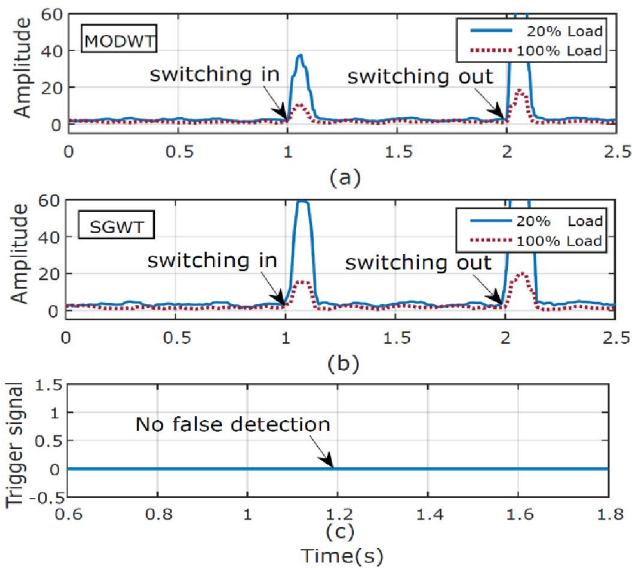 MODWT
20% Load
100% Load
switching in
switching out
Amplitude
60
40
20
0
0 0.5 1 1.5 2 2.5
(a)
SGWT
20% Load
100% Load
switching in
switching out
Amplitude
60
40
20
0
0 0.5 1 1.5 2 2.5
(b)
No false detection
Trigger signal
1.5
1
0.5
0
-0.5
0.6 0.8 1 1.2 1.4 1.6 1.8
(c)
Time(s)